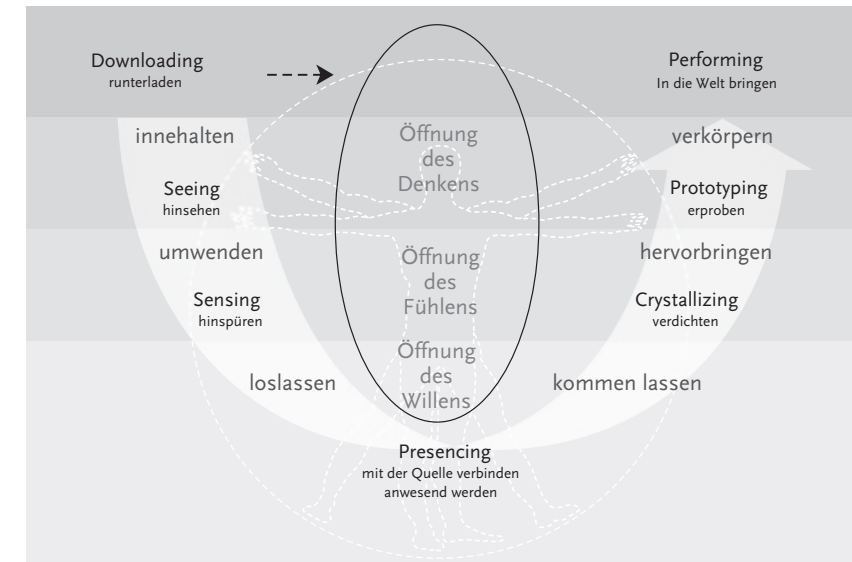 Downloading
runterladen
Performing
In die Welt bringen
innehalten
Öffnung
des
Denkens
verkörpern
Seeing
hinsehen
Prototyping
erproben
umwenden
Öffnung
des
Fühlens
hervorbringen
Sensing
hinspüren
Crystallizing
verdichten
loslassen
Öffnung
des
Willens
kommen lassen
Presencing
mit der Quelle verbinden
anwesend werden